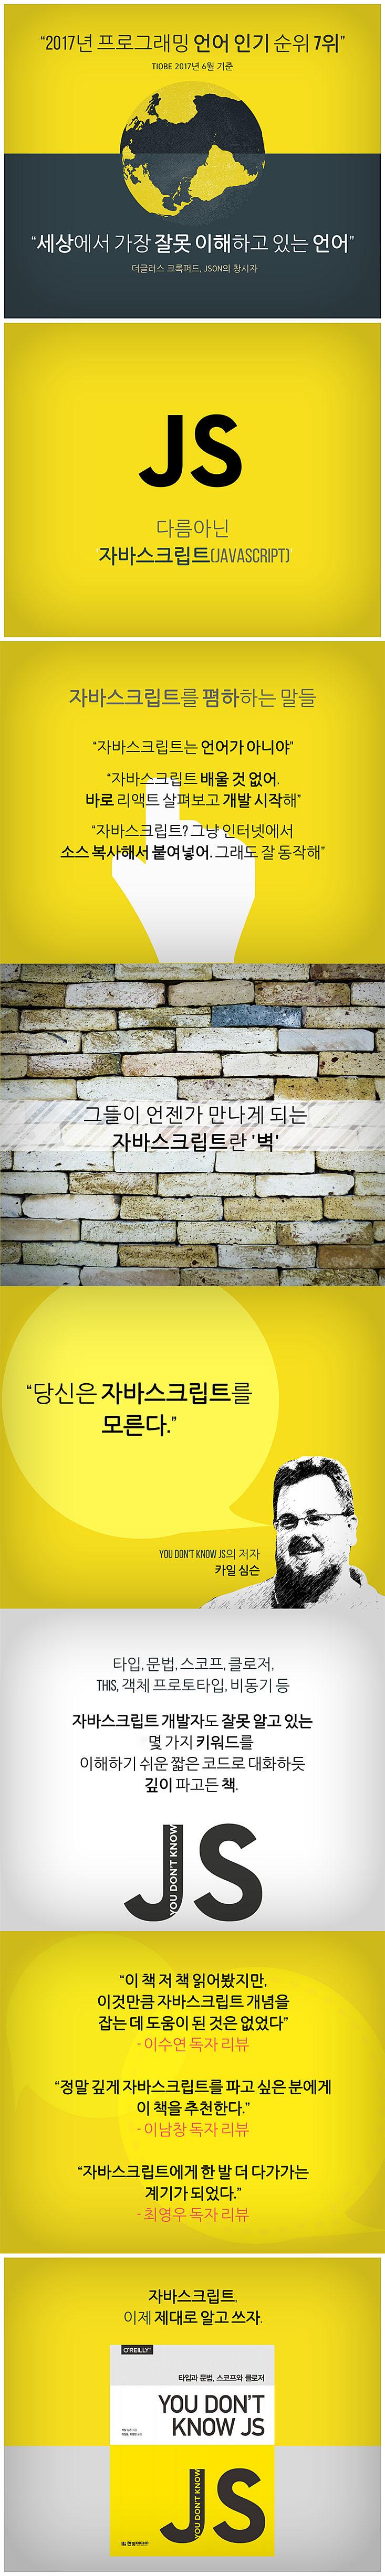 “2017년 프로그래밍 언어 인기 순위 7위”
TIOBE 2017년 6월 기준
“세상에서 가장 잘못 이해하고 있는 언어”
더글러스 크록퍼드, JSON의 창시자
JS
다름아닌
'자바스크립트(JAVASCRIPT)
자바스크립트를 폄하하는 말들
“자바스크립트는 언어가 아니야”
“자바스크립트 배울 것 없어.
바로 리액트 살펴보고 개발 시작해”
“자바스크립트? 그냥 인터넷에서
소스 복사해서 붙여넣어. 그래도 잘 동작해”
그들이 언젠가 만나게 되는
자바스크립트란 '벽'
“당신은 자바스크립트를
모른다.”
YOU DON'T KNOW JS의 저자
카일 심슨
타입, 문법, 스코프, 클로저,
THIS, 객체 프로토타입, 비동기 등
자바스크립트 개발자도 잘못 알고 있는
몇 가지 키워드를
이해하기 쉬운 짧은 코드로 대화하듯
깊이 파고든 책.
YOU DON'T KNOW
JS
“이 책 저 책 읽어봤지만,
이것만큼 자바스크립트 개념을
잡는 데 도움이 된 것은 없었다”
- 이수연 독자 리뷰
“정말 깊게 자바스크립트를 파고 싶은 분에게
이 책을 추천한다.”
- 이남창 독자 리뷰
“자바스크립트에게 한 발 더 다가가는
계기가 되었다.”
- 최영우 독자 리뷰
자바스크립트,
이제 제대로 알고 쓰자.
O'REILLY
타입과 문법, 스코프와 클로저
YOU DON'T
KNOW JS
YOU DON'T KNOW
JS
한빛미디어